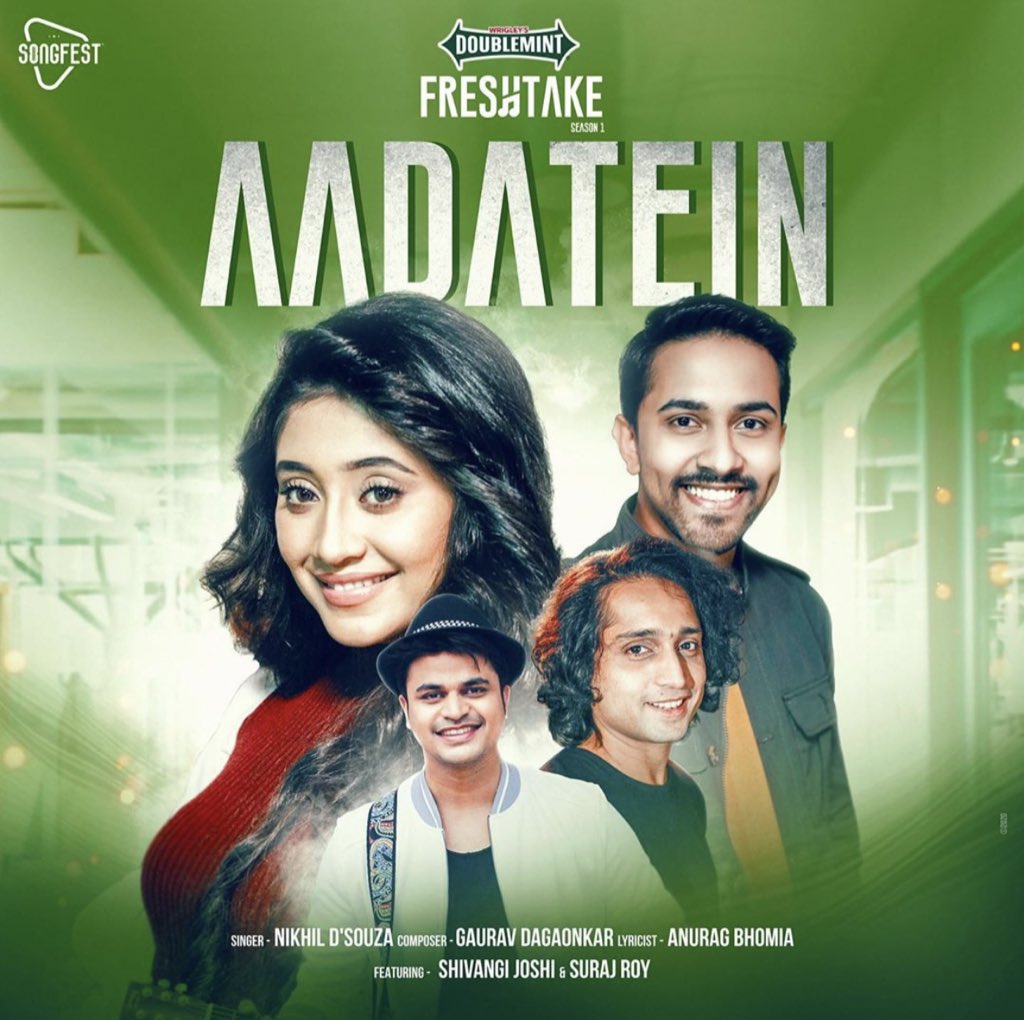 SONGFEST
WRIGLEY'S
DOUBLEMINT
FRESHTAKE
SEASON 1
AADATEIN
©2020
SINGER - NIKHIL D'SOUZA COMPOSER - GAURAV DAGAONKAR LYRICIST - ANURAG BHOMIA
FEATURING - SHIVANGI JOSHI & SURAJ ROY